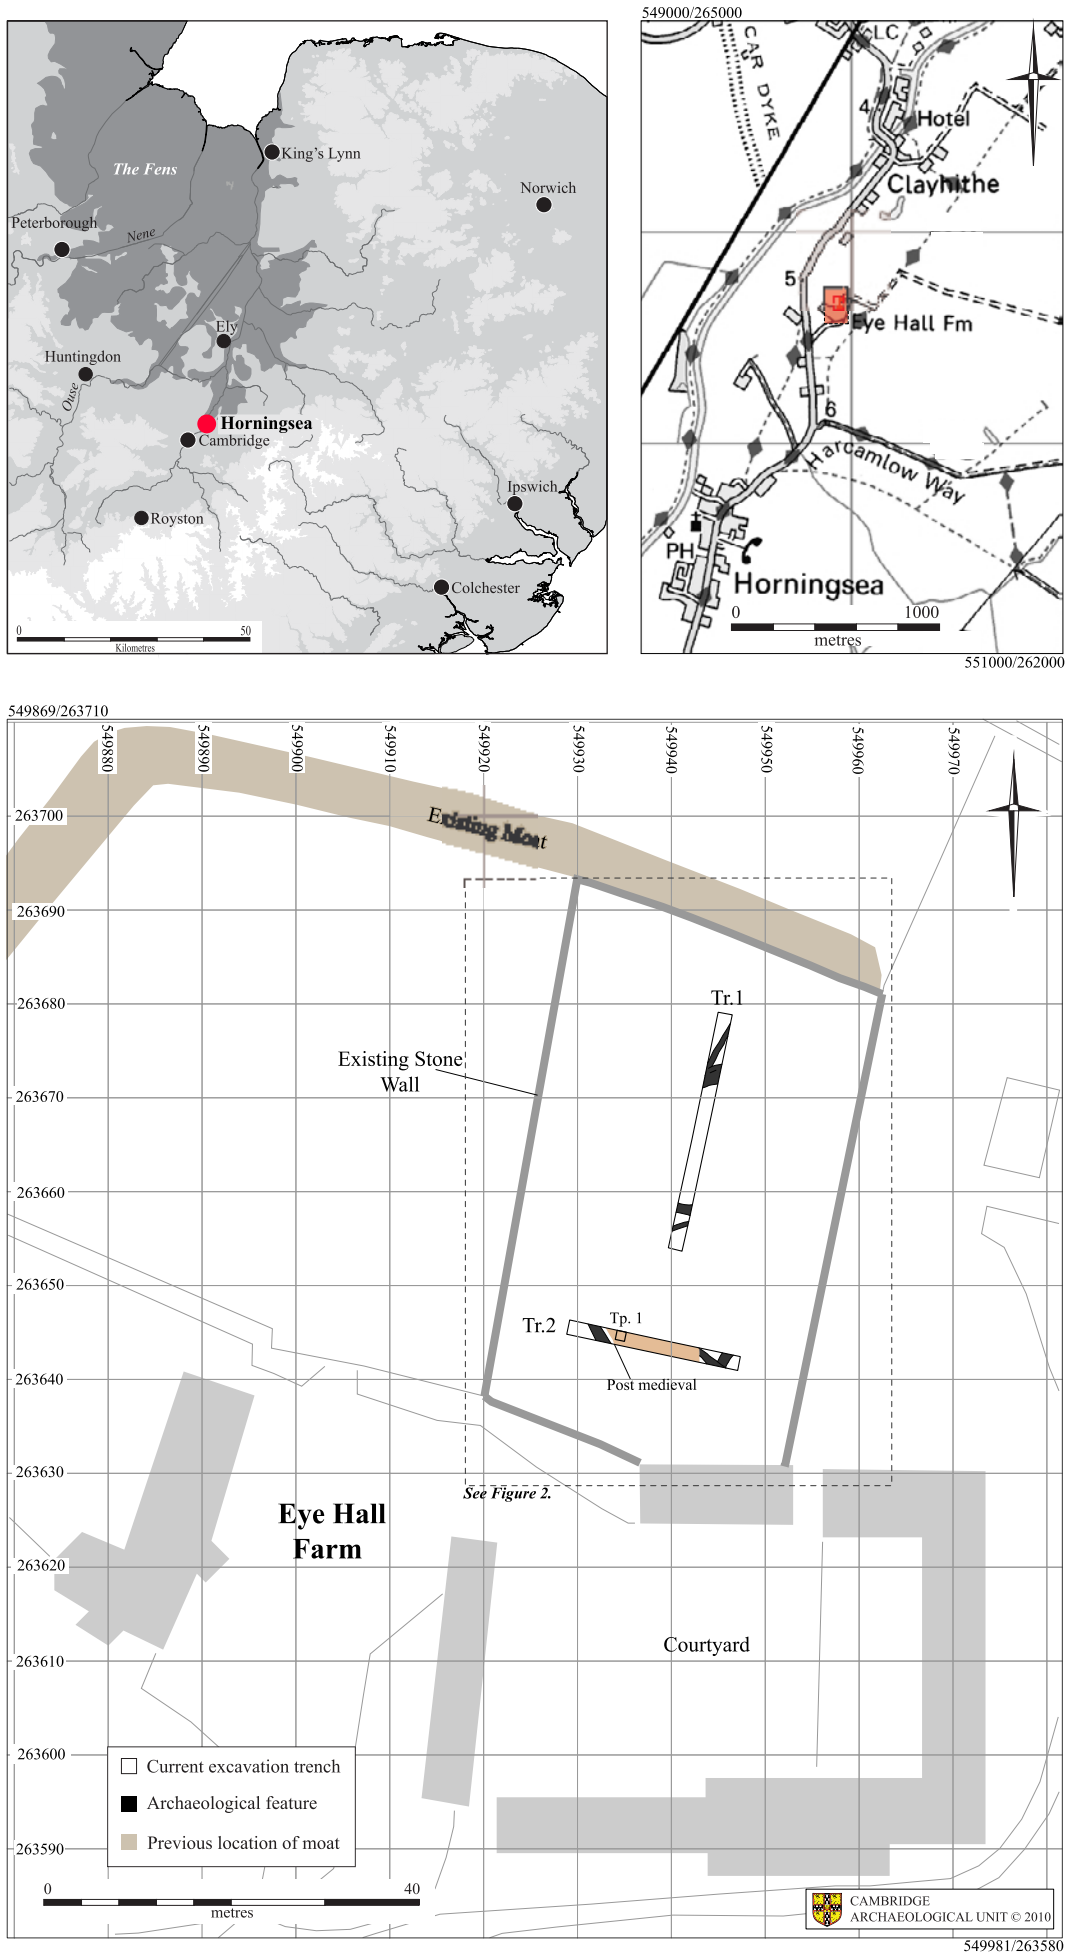 The Fens
King's Lynn
Norwich
Peterborough
Nene
Ely
Huntingdon
Ouse
Horningsea
Cambridge
Ipswich
Royston
Colchester
0 50
Kilometres
549000/265000
LC
CAR DYKE
4
Hotel
Clayhithe
5
Eye Hall Fm
6
Harcamlow Way
PH
Horningsea
0 1000
metres
551000/262000
549869/263710
549880
549890
549900
549910
549920
549930
549940
549950
549960
549970
263700
Existing Moat
263690
263680
Tr.1
Existing Stone
Wall
263670
263660
263650
Tr.2
Tp. 1
Post medieval
263640
263630
See Figure 2.
Eye Hall
Farm
263620
263610
Courtyard
263600
263590
Current excavation trench
Archaeological feature
Previous location of moat
0 40
metres
CAMBRIDGE
ARCHAEOLOGICAL UNIT © 2010
549981/263580